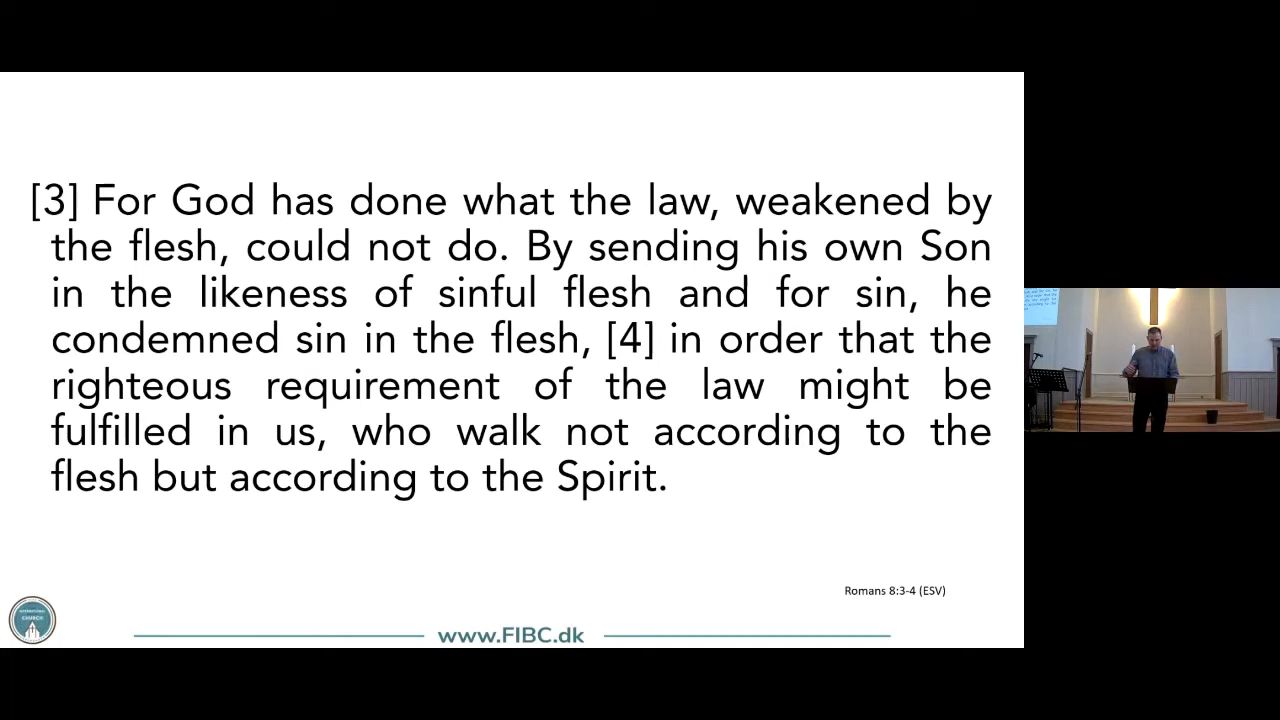 [3] For God has done what the law, weakened by
the flesh, could not do. By sending his own Son
in the likeness of sinful flesh and for sin, he
condemned sin in the flesh, [4] in order that the
righteous requirement of the law might be
fulfilled in us, who walk not according to the
flesh but according to the Spirit.
Romans 8:3-4 (ESV)
CHURCH
www.FIBC.dk